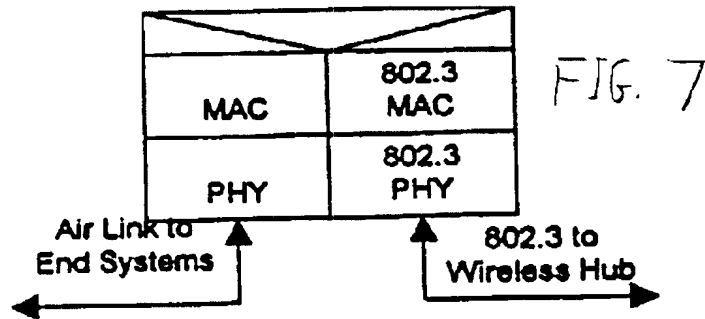 802.3
MAC
MAC
FIG. 7
802.3
PHY
PHY
Air Link to
End Systems
802.3 to
Wireless Hub